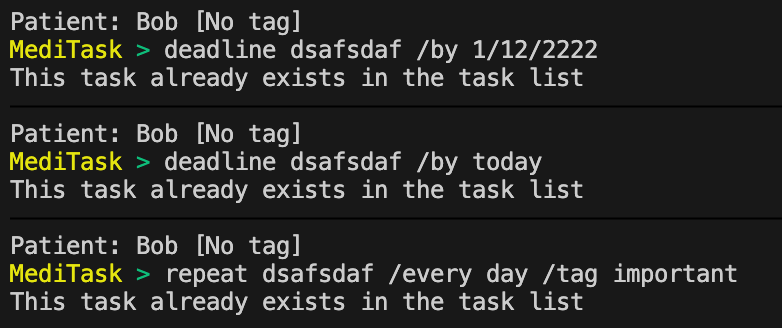 Patient: Bob [No tag]
MediTask > deadline dsafsdaf /by 1/12/2222
This task already exists in the task list
Patient: Bob [No tag]
MediTask > deadline dsafsdaf /by today
This task already exists in the task list
Patient: Bob [No tag]
MediTask > repeat dsafsdaf /every day /tag important
This task already exists in the task list